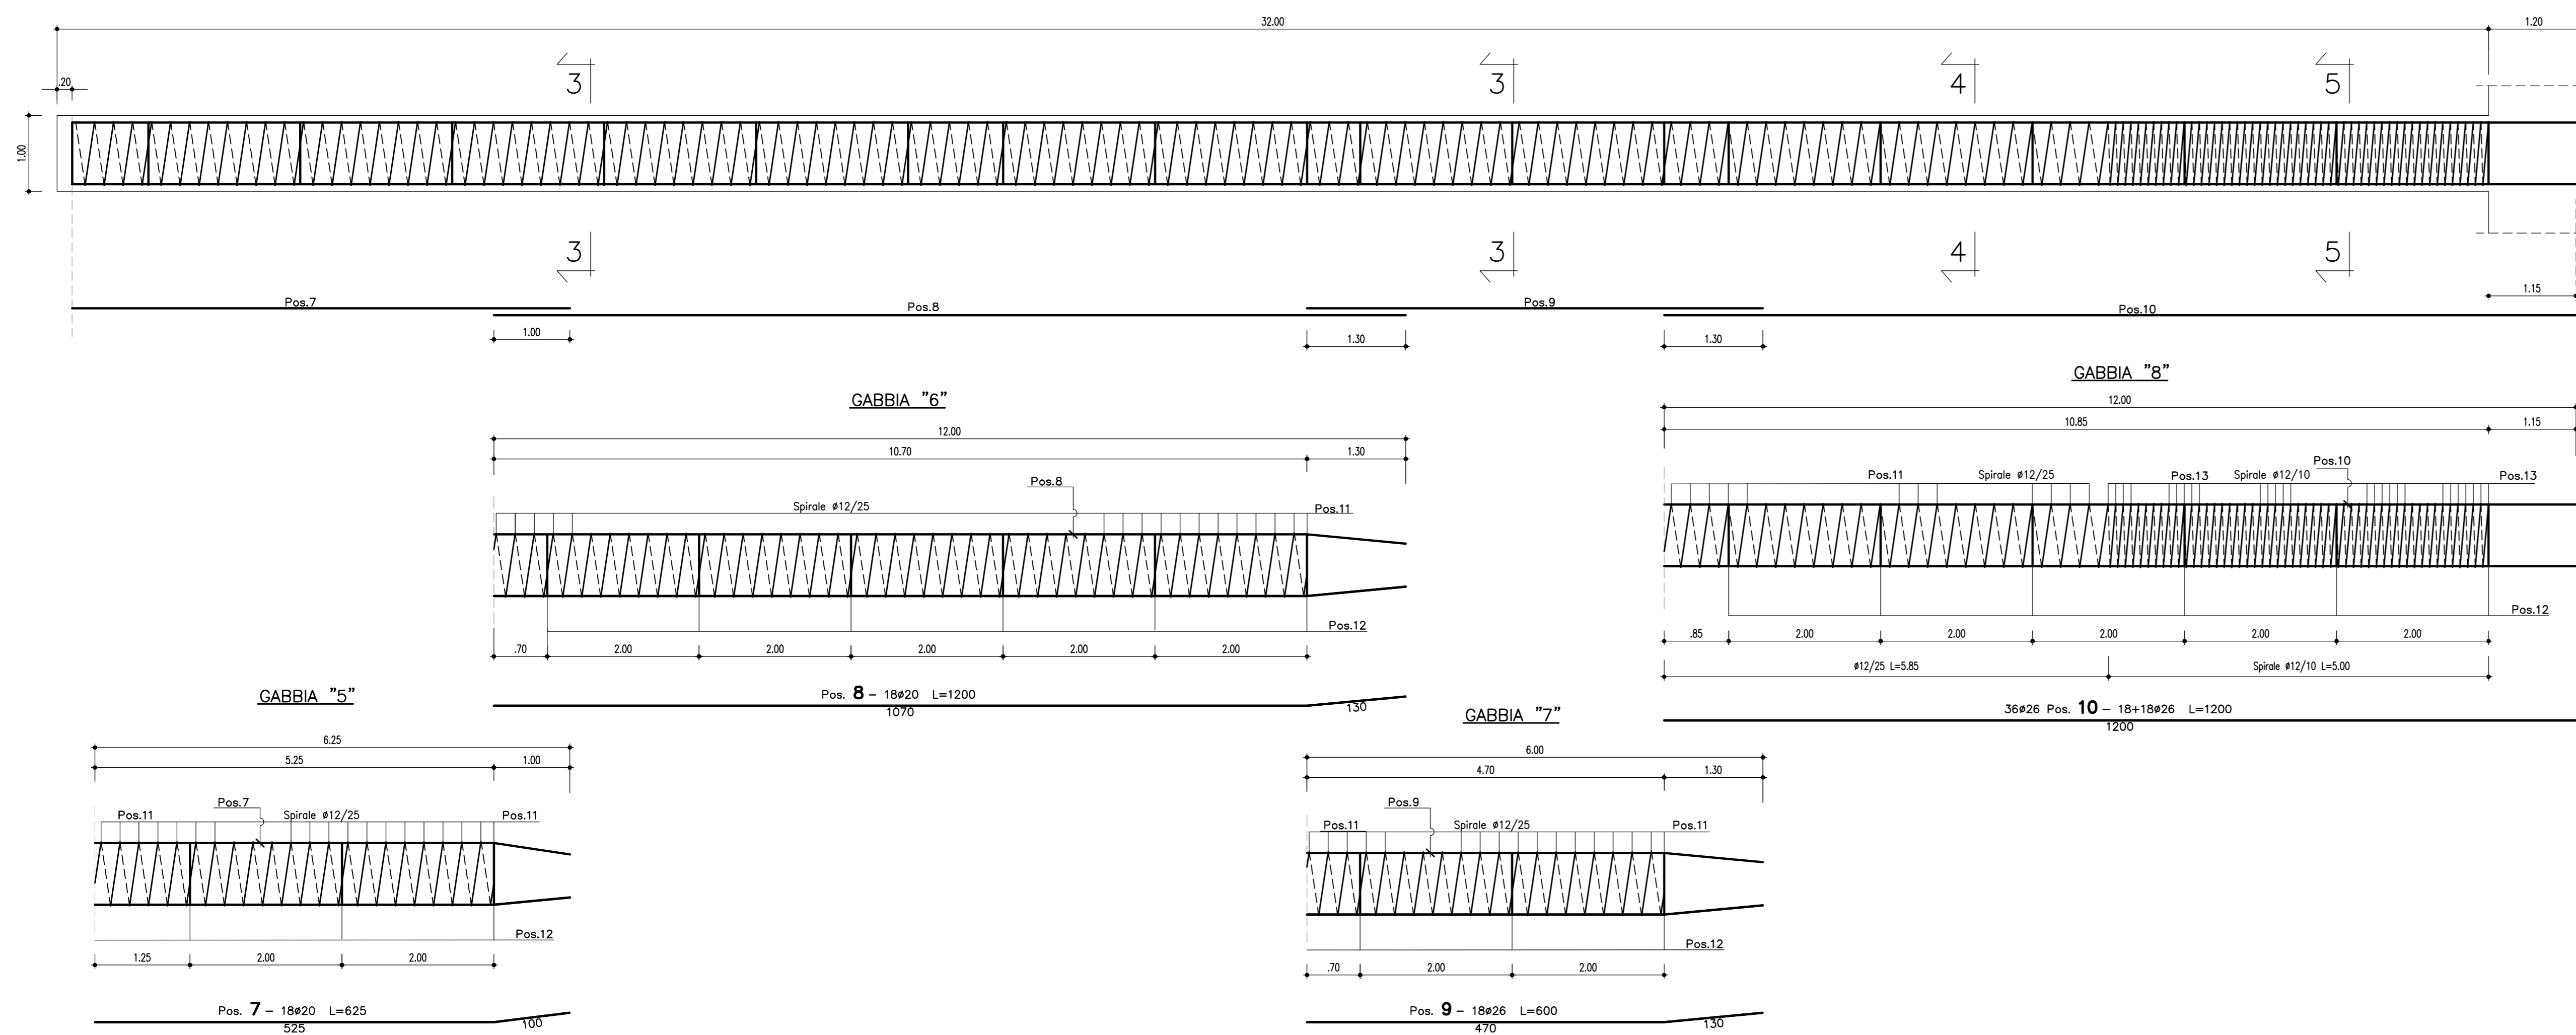 32.00
1.20
.20
3
3
4
5
1.00
3
3
4
5
Pos.7
Pos.8
Pos.9
Pos.10
1.15
1.00
1.30
1.30
GABBIA "6"
12.00
10.70
1.30
Pos.8
Spirale ø12/25
Pos.11
Pos.12
.70
2.00
2.00
2.00
2.00
2.00
Pos. 8 – 18ø20 L=1200
1070
130
GABBIA "8"
12.00
10.85
1.15
Pos.11
Spirale ø12/25
Pos.13
Spirale ø12/10
Pos.10
Pos.13
Pos.12
.85
2.00
2.00
2.00
2.00
2.00
ø12/25 L=5.85
Spirale ø12/10 L=5.00
36ø26 Pos. 10 – 18+18ø26 L=1200
1200
GABBIA "5"
6.25
5.25
1.00
Pos.11
Pos.7
Spirale ø12/25
Pos.11
Pos.12
1.25
2.00
2.00
Pos. 7 – 18ø20 L=625
525
100
GABBIA "7"
6.00
4.70
1.30
Pos.9
Pos.11
Spirale ø12/25
Pos.11
Pos.12
.70
2.00
2.00
Pos. 9 – 18ø26 L=600
470
130